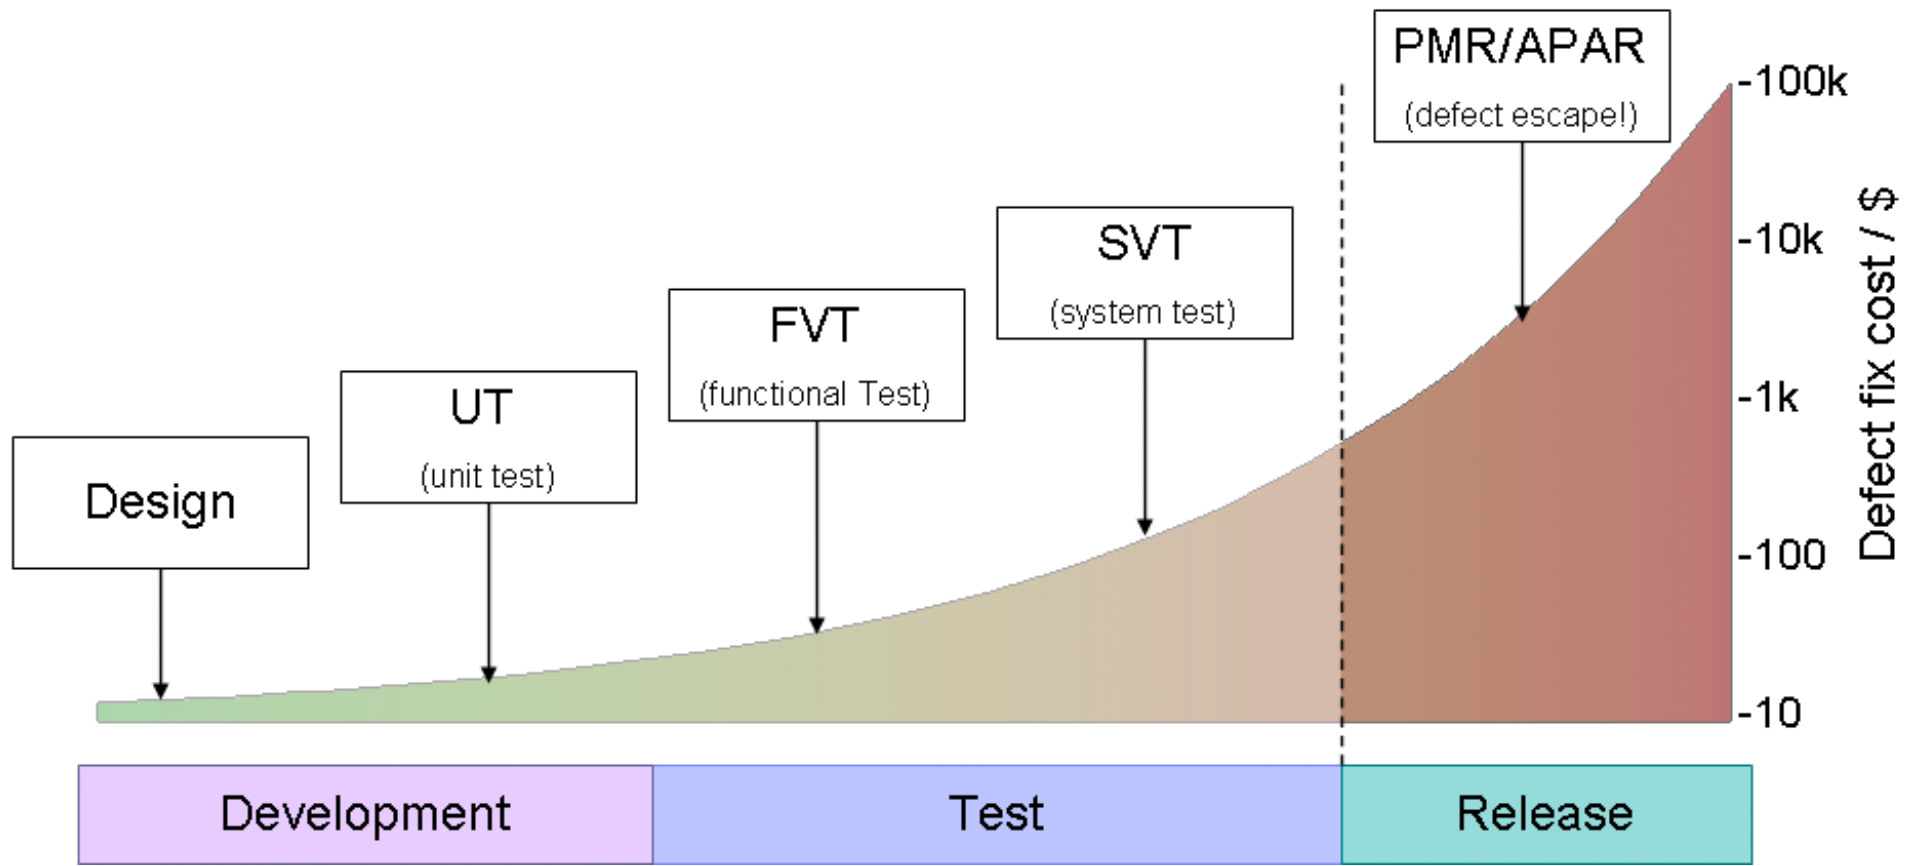 PMR/APAR
(defect escape!)
SVT
(system test)
FVT
(functional Test)
UT
(unit test)
Design
-100k
-10k
-1k
-100
-10
Defect fix cost / $
Development
Test
Release